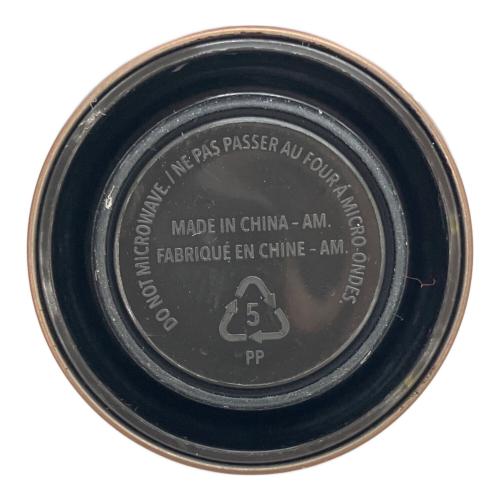 DO NOT MICROWAVE. / NE PAS PASSER AU FOUR À MICRO-ONDES
MADE IN CHINA – AM.
FABRIQUÉ EN CHINE – AM.
5
PP